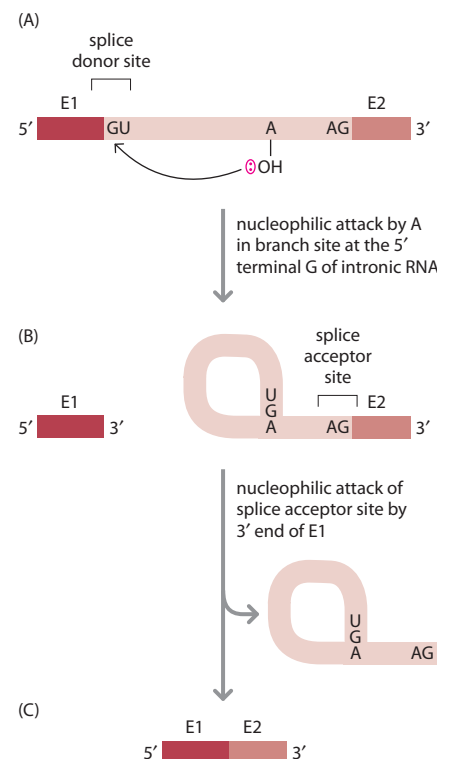 (A)
splice
donor site
E1
E2
5′ GU A AG 3′
OH
nucleophilic attack by A
in branch site at the 5′
terminal G of intronic RNA
(B)
splice
acceptor
site
E1
U
G
E2
5′ 3′ A AG 3′
nucleophilic attack of
splice acceptor site by
3′ end of E1
U
G
A AG
(C)
E1 E2
5′ 3′